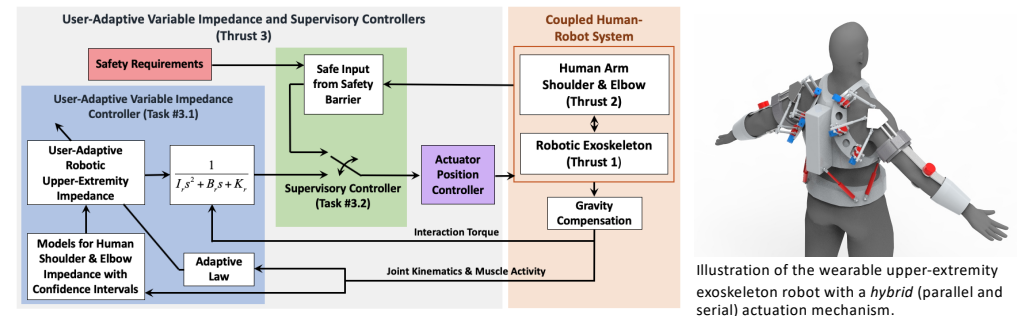 User-Adaptive Variable Impedance and Supervisory Controllers
(Thrust 3)
Coupled Human-
Robot System
Safety Requirements
Safe Input
from Safety
Barrier
Human Arm
Shoulder & Elbow
(Thrust 2)
User-Adaptive Variable Impedance
Controller (Task #3.1)
User-Adaptive
Robotic
Upper-Extremity
Impedance
1
I_r s² + B_r s + K_r
Supervisory Controller
(Task #3.2)
Actuator
Position
Controller
Robotic Exoskeleton
(Thrust 1)
Gravity
Compensation
Interaction Torque
Models for Human
Shoulder & Elbow
Impedance with
Confidence Intervals
Adaptive
Law
Joint Kinematics & Muscle Activity
Illustration of the wearable upper-extremity
exoskeleton robot with a hybrid (parallel and
serial) actuation mechanism.